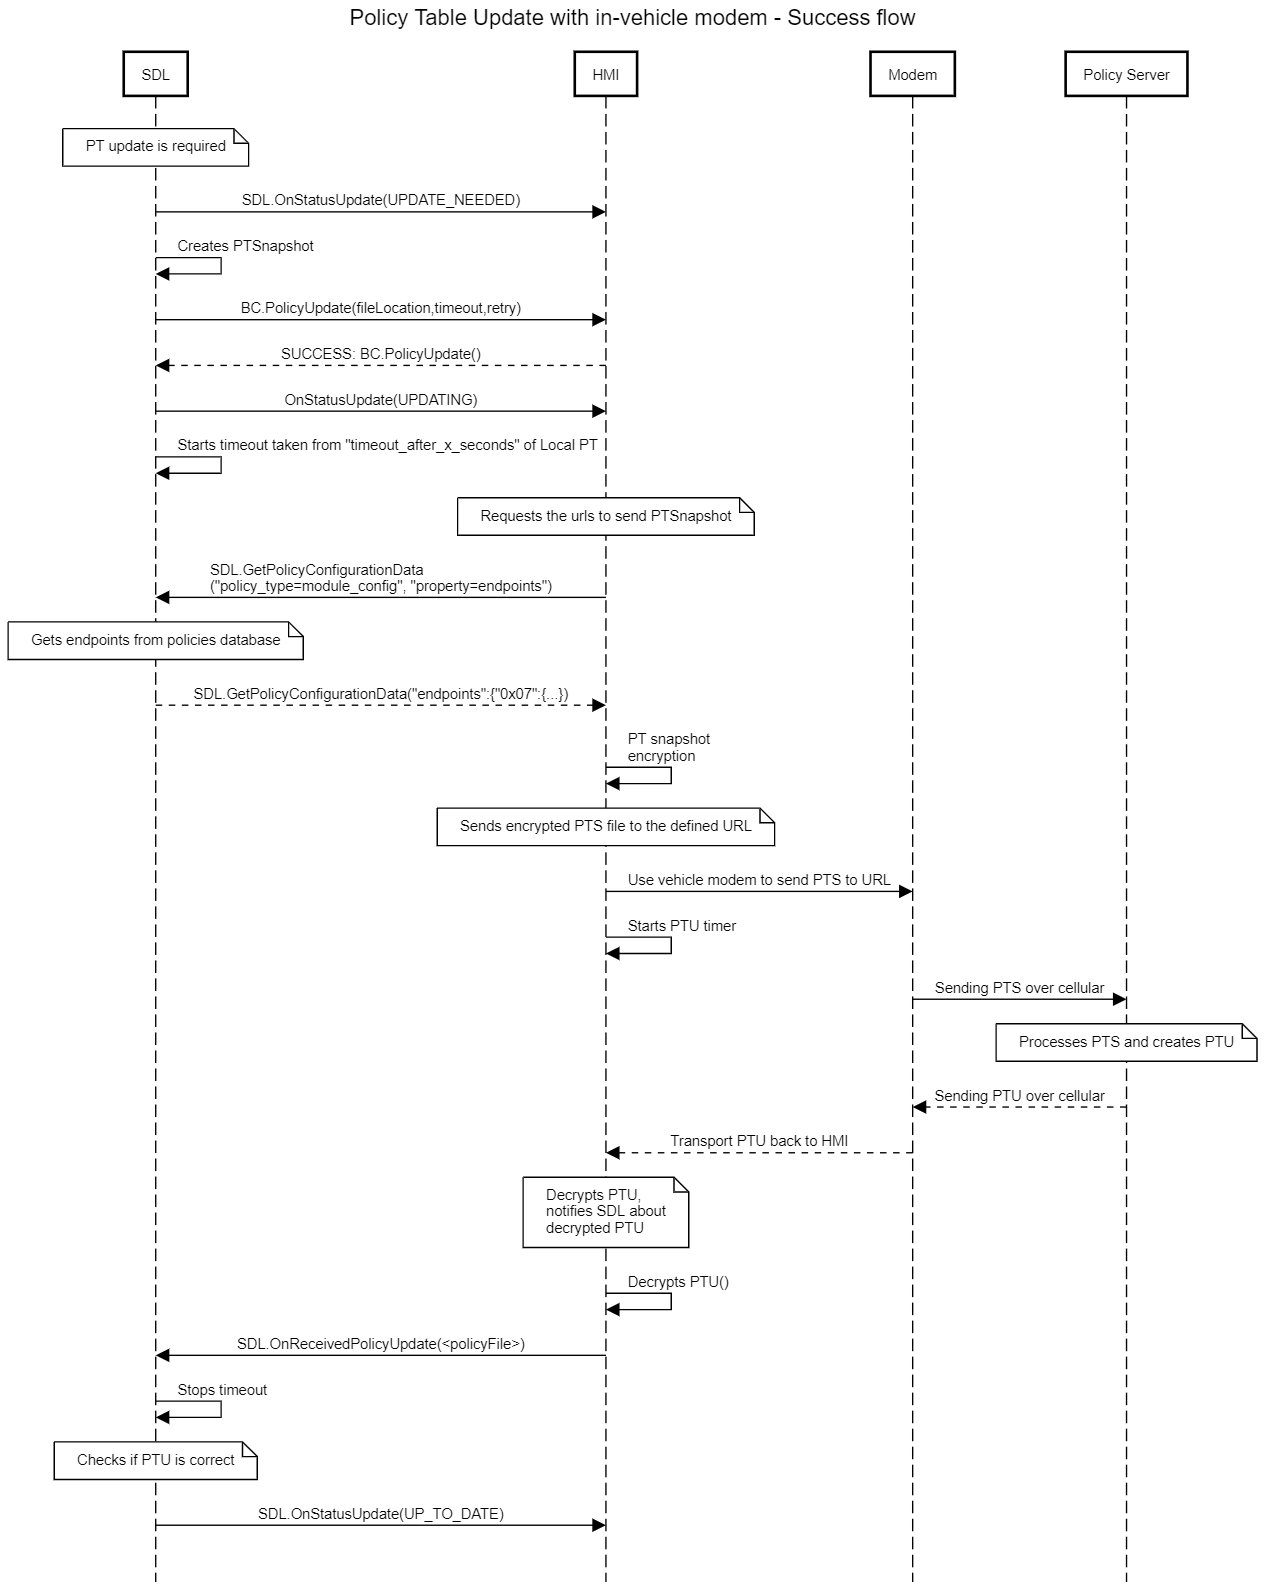 Policy Table Update with in-vehicle modem - Success flow
SDL
HMI
Modem
Policy Server
PT update is required
SDL.OnStatusUpdate(UPDATE_NEEDED)
Creates PTSnapshot
BC.PolicyUpdate(fileLocation,timeout,retry)
SUCCESS: BC.PolicyUpdate()
OnStatusUpdate(UPDATING)
Starts timeout taken from "timeout_after_x_seconds" of Local PT
Requests the urls to send PTSnapshot
SDL.GetPolicyConfigurationData
("policy_type=module_config", "property=endpoints")
Gets endpoints from policies database
SDL.GetPolicyConfigurationData("endpoints":{"0x07":{...})
PT snapshot
encryption
Sends encrypted PTS file to the defined URL
Use vehicle modem to send PTS to URL
Starts PTU timer
Sending PTS over cellular
Processes PTS and creates PTU
Sending PTU over cellular
Transport PTU back to HMI
Decrypts PTU,
notifies SDL about
decrypted PTU
Decrypts PTU()
SDL.OnReceivedPolicyUpdate(<policyFile>)
Stops timeout
Checks if PTU is correct
SDL.OnStatusUpdate(UP_TO_DATE)